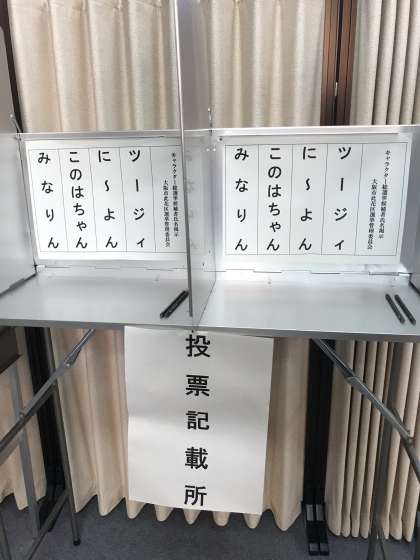 キャラクター総選挙候補者氏名掲示
大阪市此花区選挙管理委員会
ツージィ
に～よん
このはちゃん
みなりん
キャラクター総選挙候補者氏名掲示
大阪市此花区選挙管理委員会
ツージィ
に～よん
このはちゃん
みなりん
投票記載所